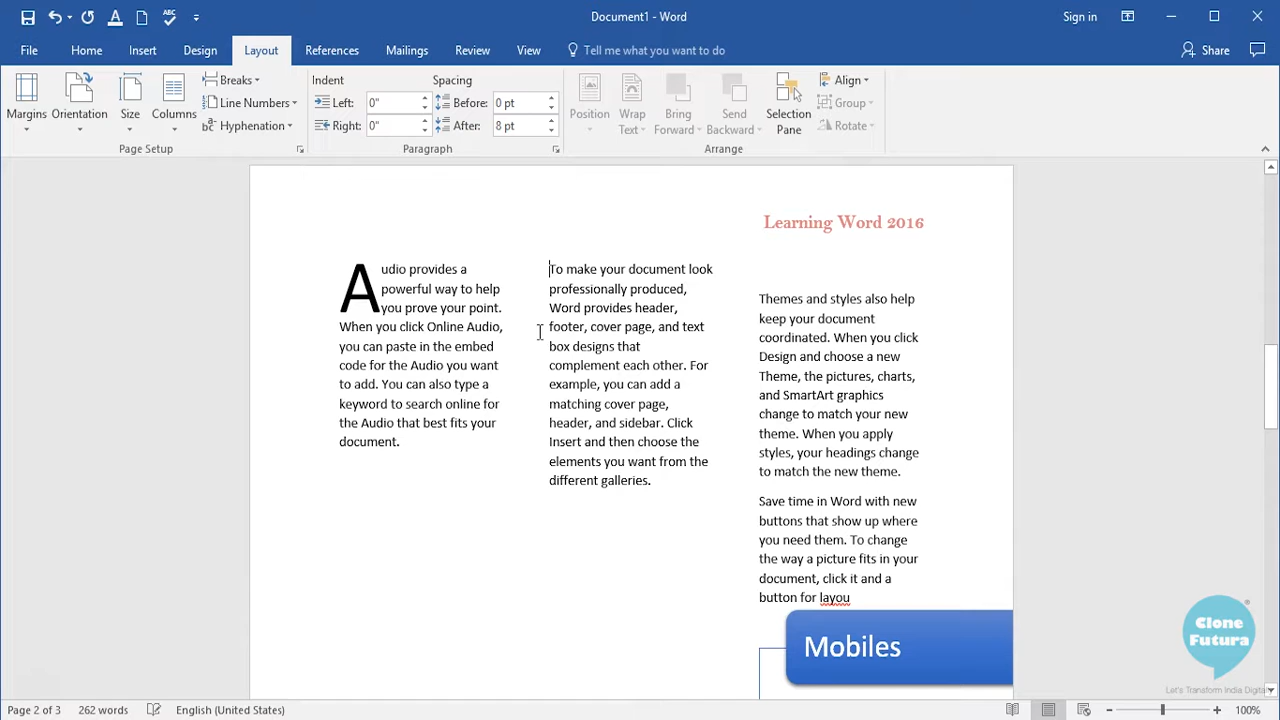 ABC
Document1 - Word
Sign in
File
Home
Insert
Design
Layout
References
Mailings
Review
View
Tell me what you want to do
Share
Margins
Orientation
Size
Columns
Breaks
Line Numbers
Hyphenation
Page Setup
Indent
Left: 0"
Right: 0"
Spacing
Before: 0 pt
After: 8 pt
Paragraph
Position
Wrap
Text
Bring
Forward
Send
Backward
Selection
Pane
Align
Group
Rotate
Arrange
Learning Word 2016
Audio provides a
powerful way to help
you prove your point.
When you click Online Audio,
you can paste in the embed
code for the Audio you want
to add. You can also type a
keyword to search online for
the Audio that best fits your
document.
To make your document look
professionally produced,
Word provides header,
footer, cover page, and text
box designs that
complement each other. For
example, you can add a
matching cover page,
header, and sidebar. Click
Insert and then choose the
elements you want from the
different galleries.
Themes and styles also help
keep your document
coordinated. When you click
Design and choose a new
Theme, the pictures, charts,
and SmartArt graphics
change to match your new
theme. When you apply
styles, your headings change
to match the new theme.
Save time in Word with new
buttons that show up where
you need them. To change
the way a picture fits in your
document, click it and a
button for layou
Mobiles
Clone
Futura
Let's Transform India Digital
Page 2 of 3
262 words
English (United States)
100%